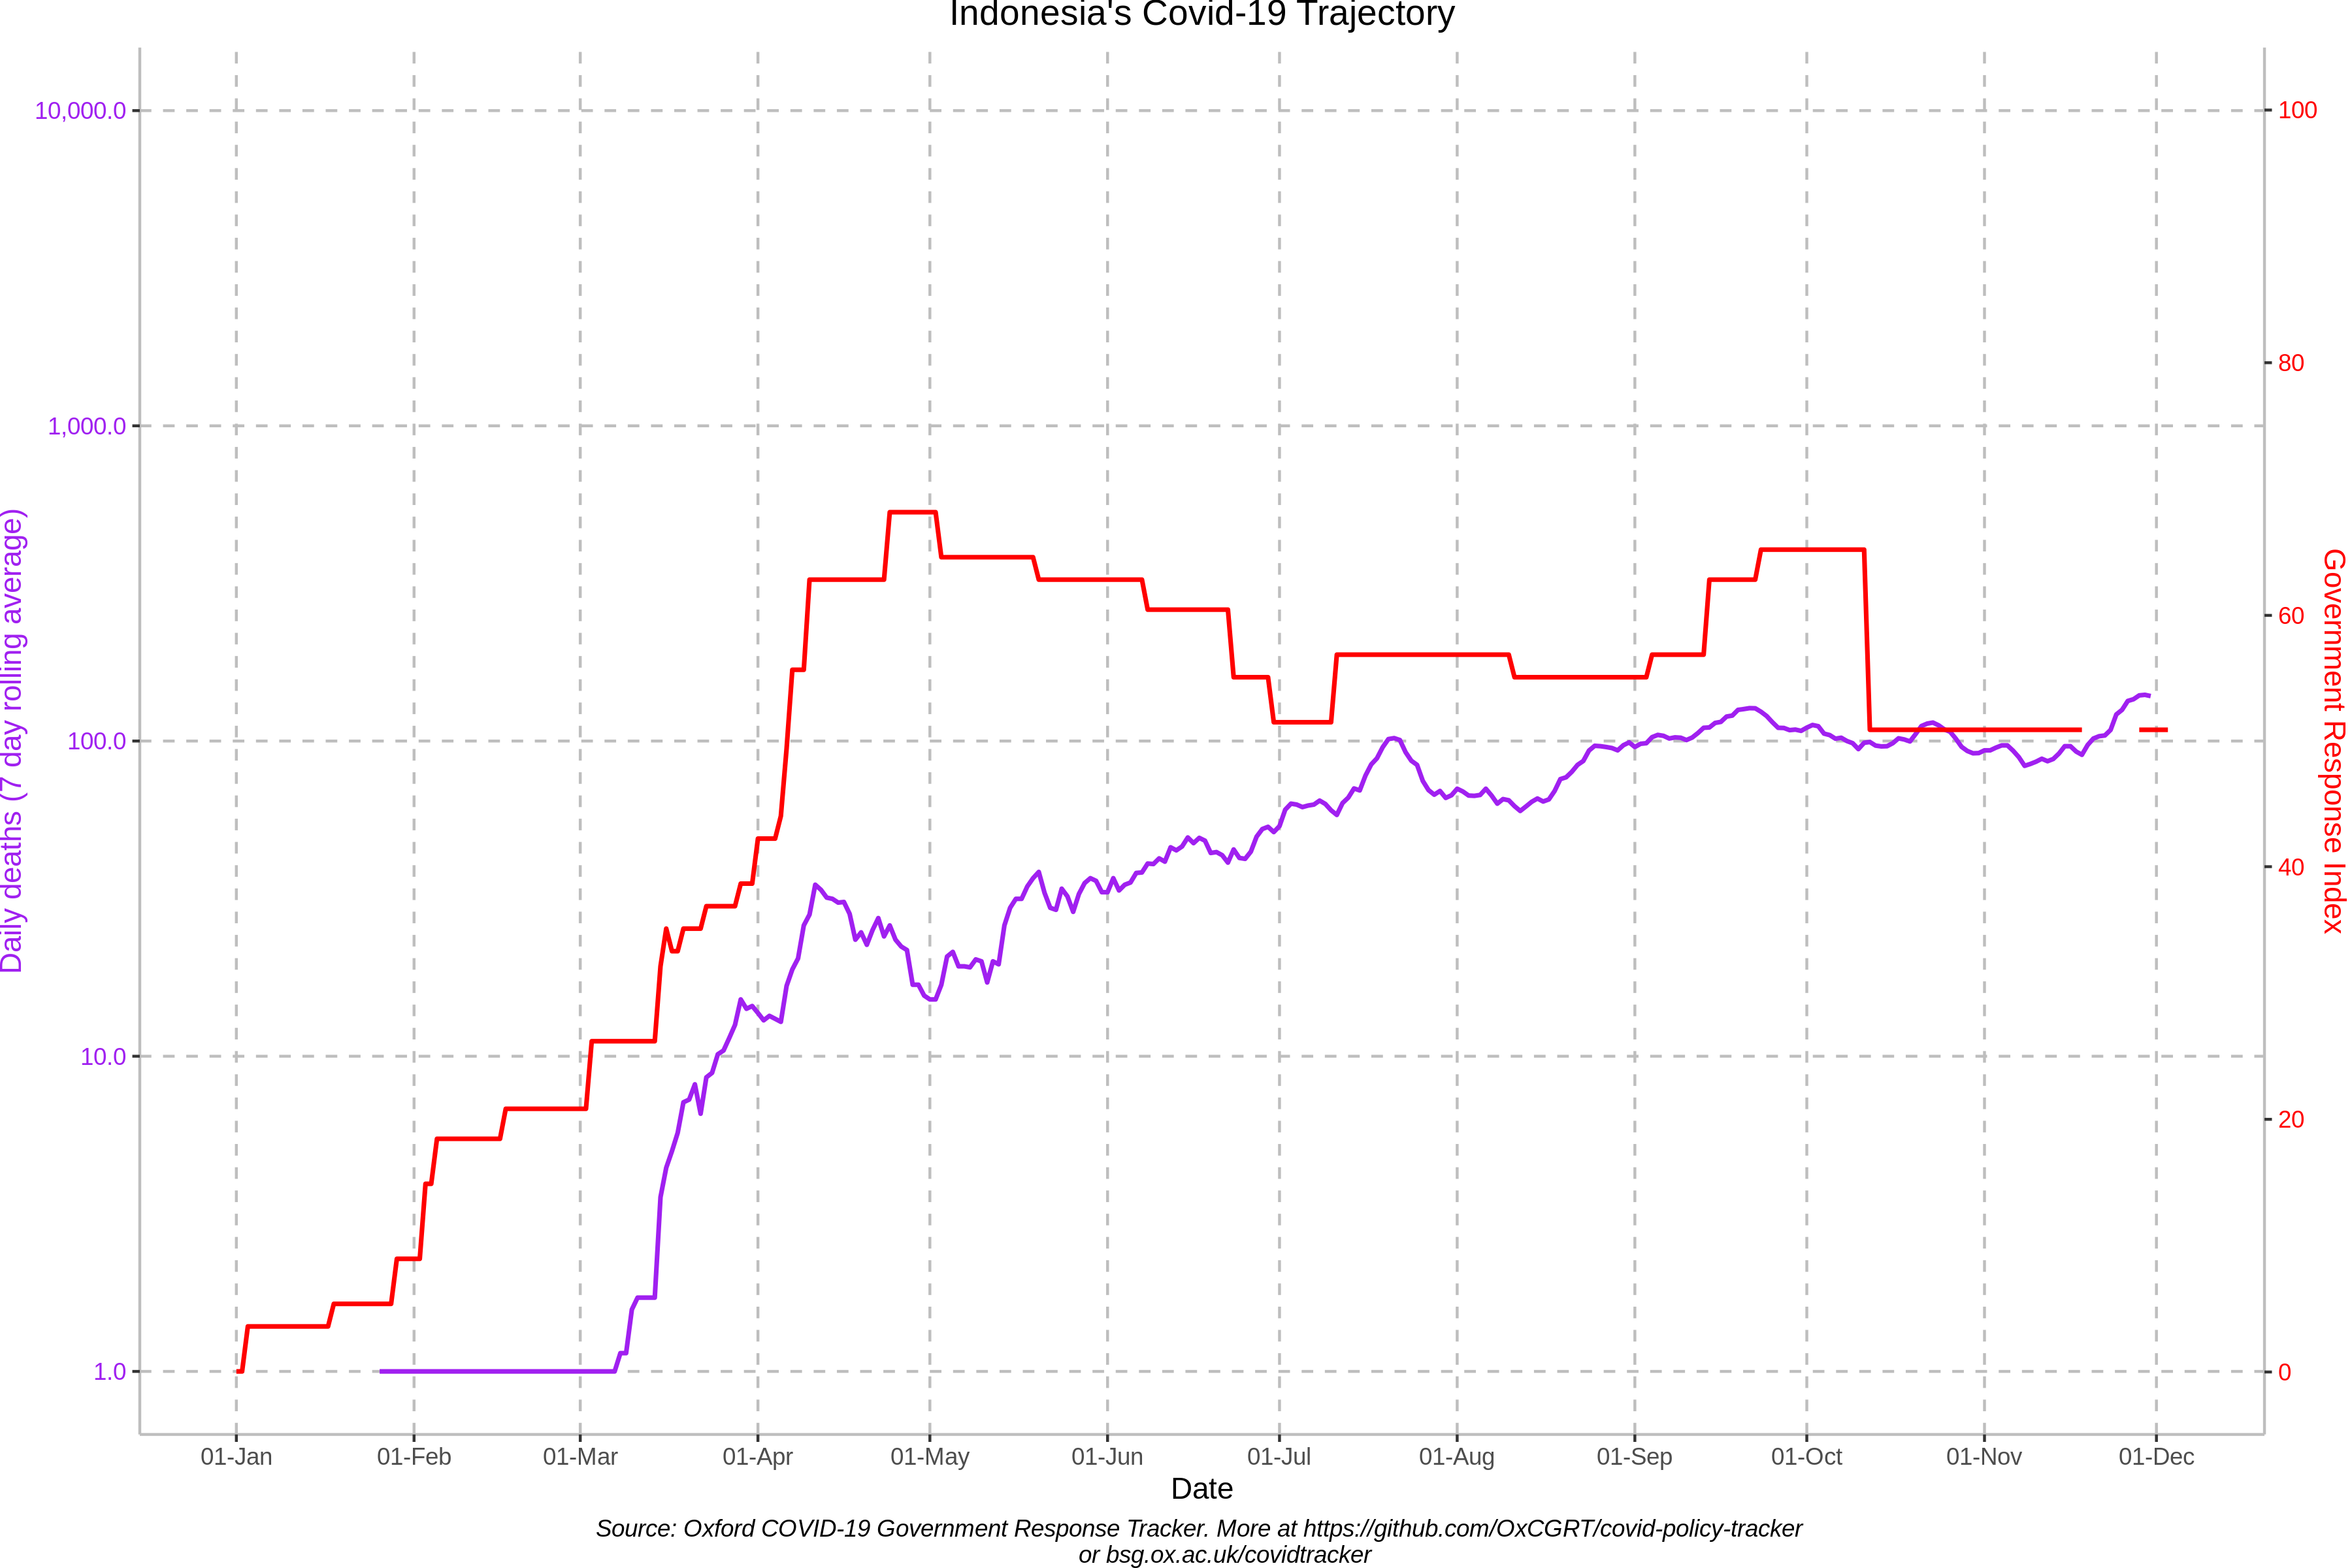 Indonesia's Covid-19 Trajectory
10,000.0
1,000.0
100.0
10.0
1.0
Daily deaths (7 day rolling average)
100
80
60
40
20
0
Government Response Index
01-Jan 01-Feb 01-Mar 01-Apr 01-May 01-Jun 01-Jul 01-Aug 01-Sep 01-Oct 01-Nov 01-Dec
Date
Source: Oxford COVID-19 Government Response Tracker. More at https://github.com/OxCGRT/covid-policy-tracker
or bsg.ox.ac.uk/covidtracker